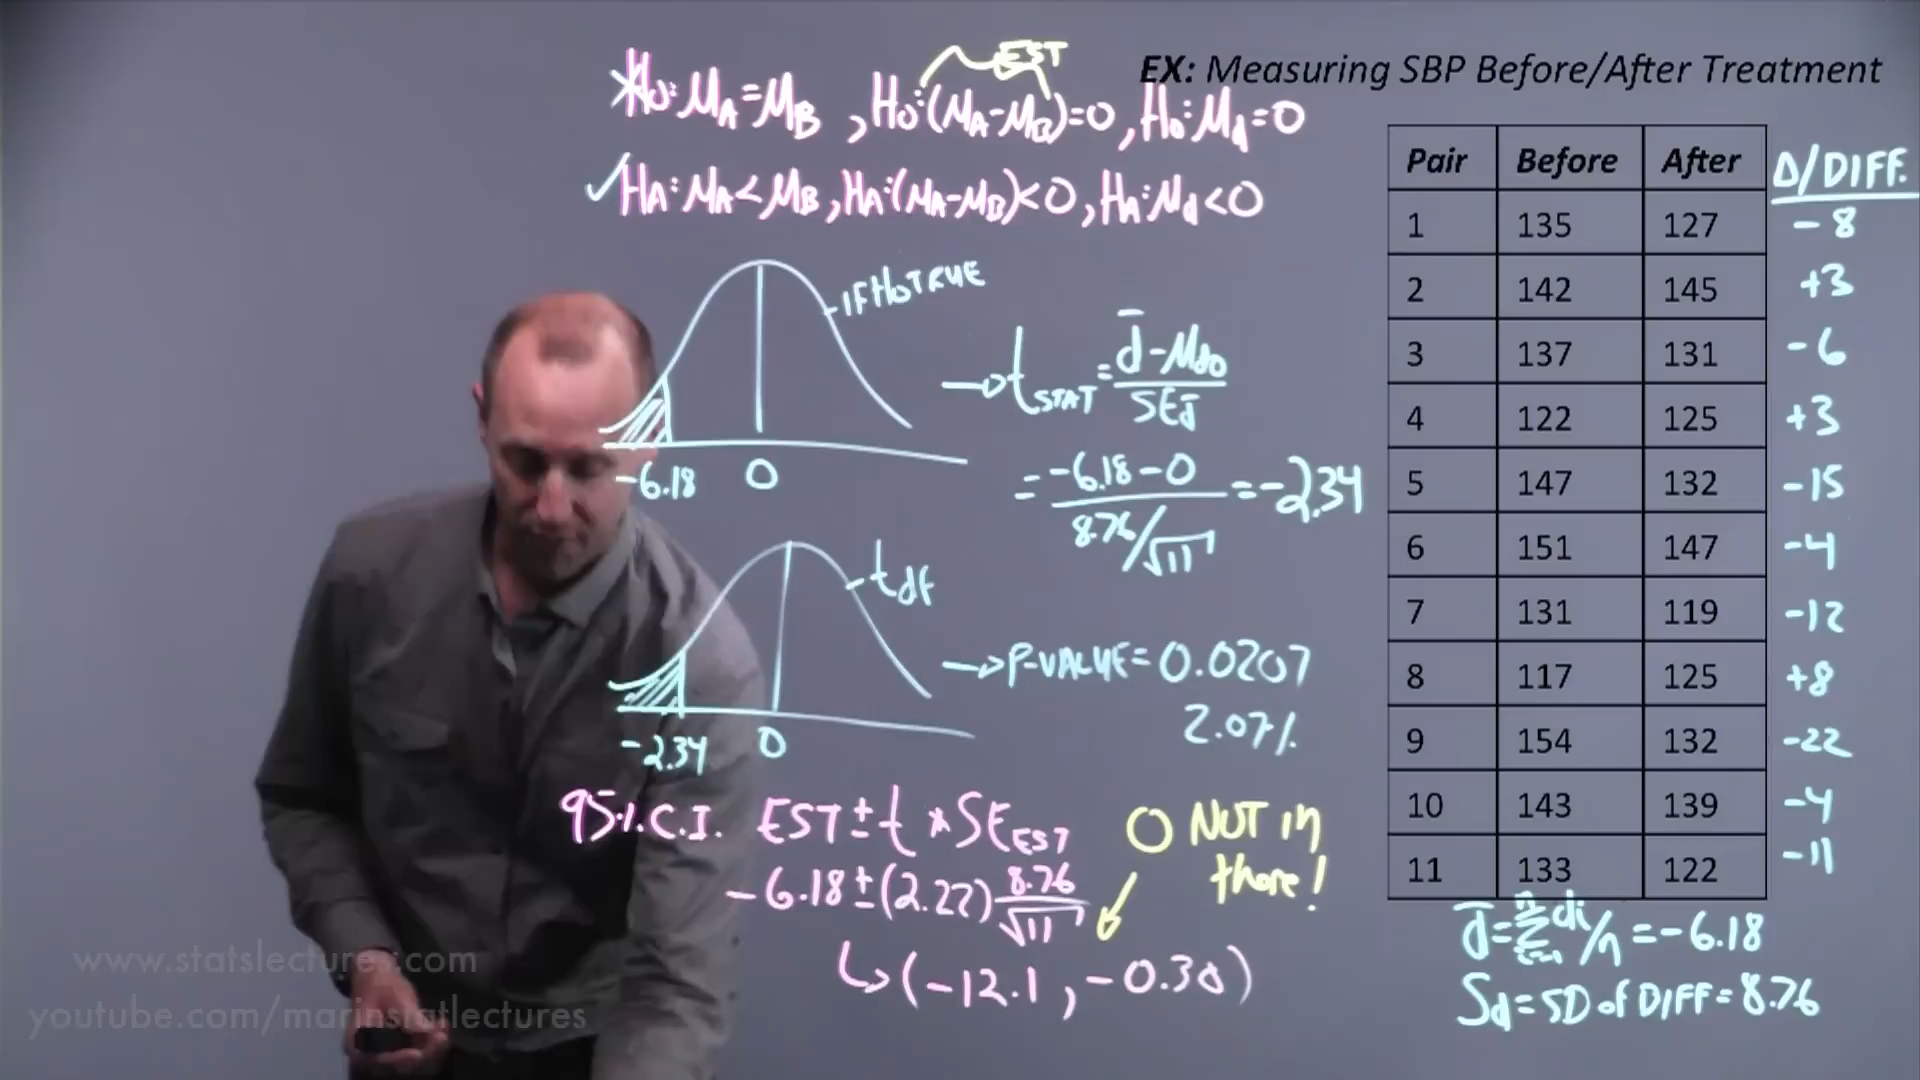 EST
H₀: μA = μB , H₀: (μA-μB)=0 , H₀: μd=0
✓ HA: μA < μB , HA: (μA-μB)<0 , HA: μd<0
IF H₀ TRUE
-6.18 0
tSTAT = d̄ - μd0 / SEd̄
= -6.18 - 0 / 8.76/√11 = -2.34
tdf
-2.34 0
→ P-VALUE = 0.0207
2.07%
95% C.I. EST ± t * SE EST
-6.18 ± (2.22) 8.76/√11
↳ (-12.1 , -0.30)
0 NOT in
there!
EX: Measuring SBP Before/After Treatment
Pair Before After Δ/DIFF.
1 135 127 -8
2 142 145 +3
3 137 131 -6
4 122 125 +3
5 147 132 -15
6 151 147 -4
7 131 119 -12
8 117 125 +8
9 154 132 -22
10 143 139 -4
11 133 122 -11
d̄ = Σ di/n = -6.18
Sd = SD of DIFF = 8.76
www.statslectures.com
youtube.com/marinstatlectures